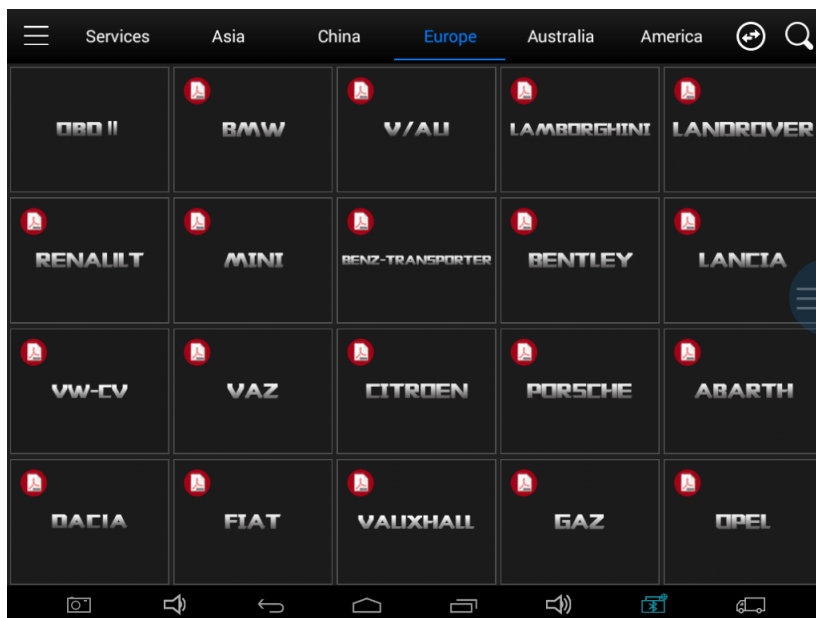 Services Asia China Europe Australia America
OBD II BMW V/AU LAMBORGHINI LANDROVER
RENAULT MINI BENZ-TRANSPORTER BENTLEY LANCIA
VW-CV VAZ CITROEN PORSCHE ABARTH
DACIA FIAT VAUXHALL GAZ OPEL